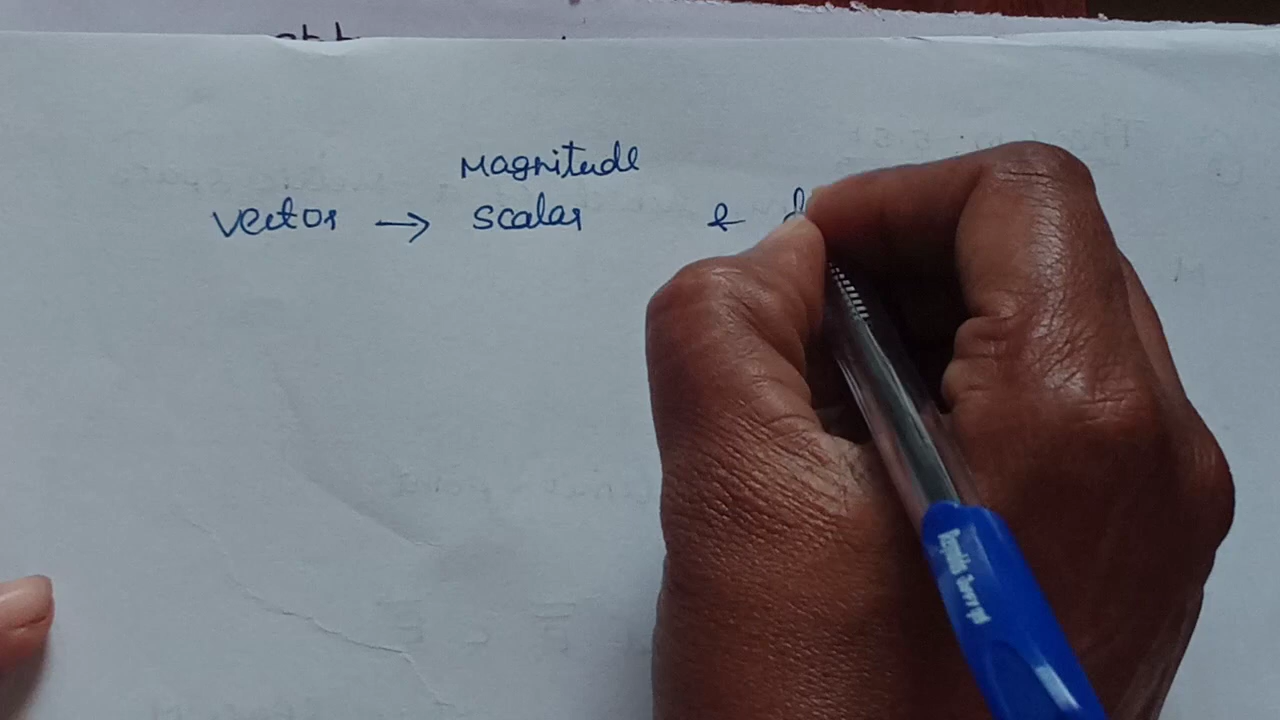 Magnitude
vector → scalar & d